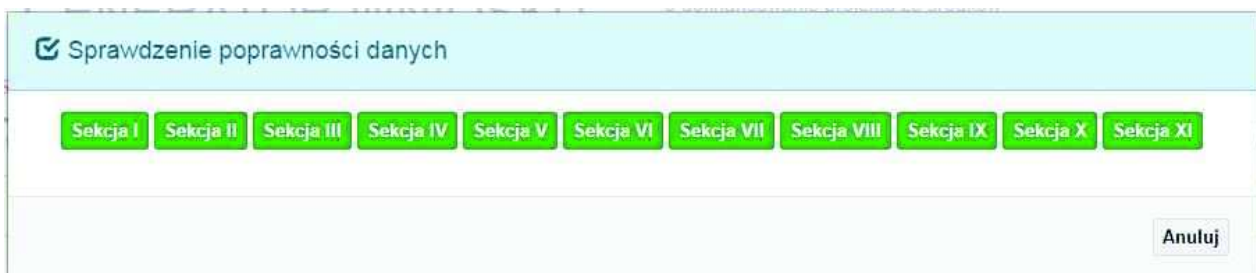 Sprawdzenie poprawności danych
Sekcja I Sekcja II Sekcja III Sekcja IV Sekcja V Sekcja VI Sekcja VII Sekcja VIII Sekcja IX Sekcja X Sekcja XI
Anuluj